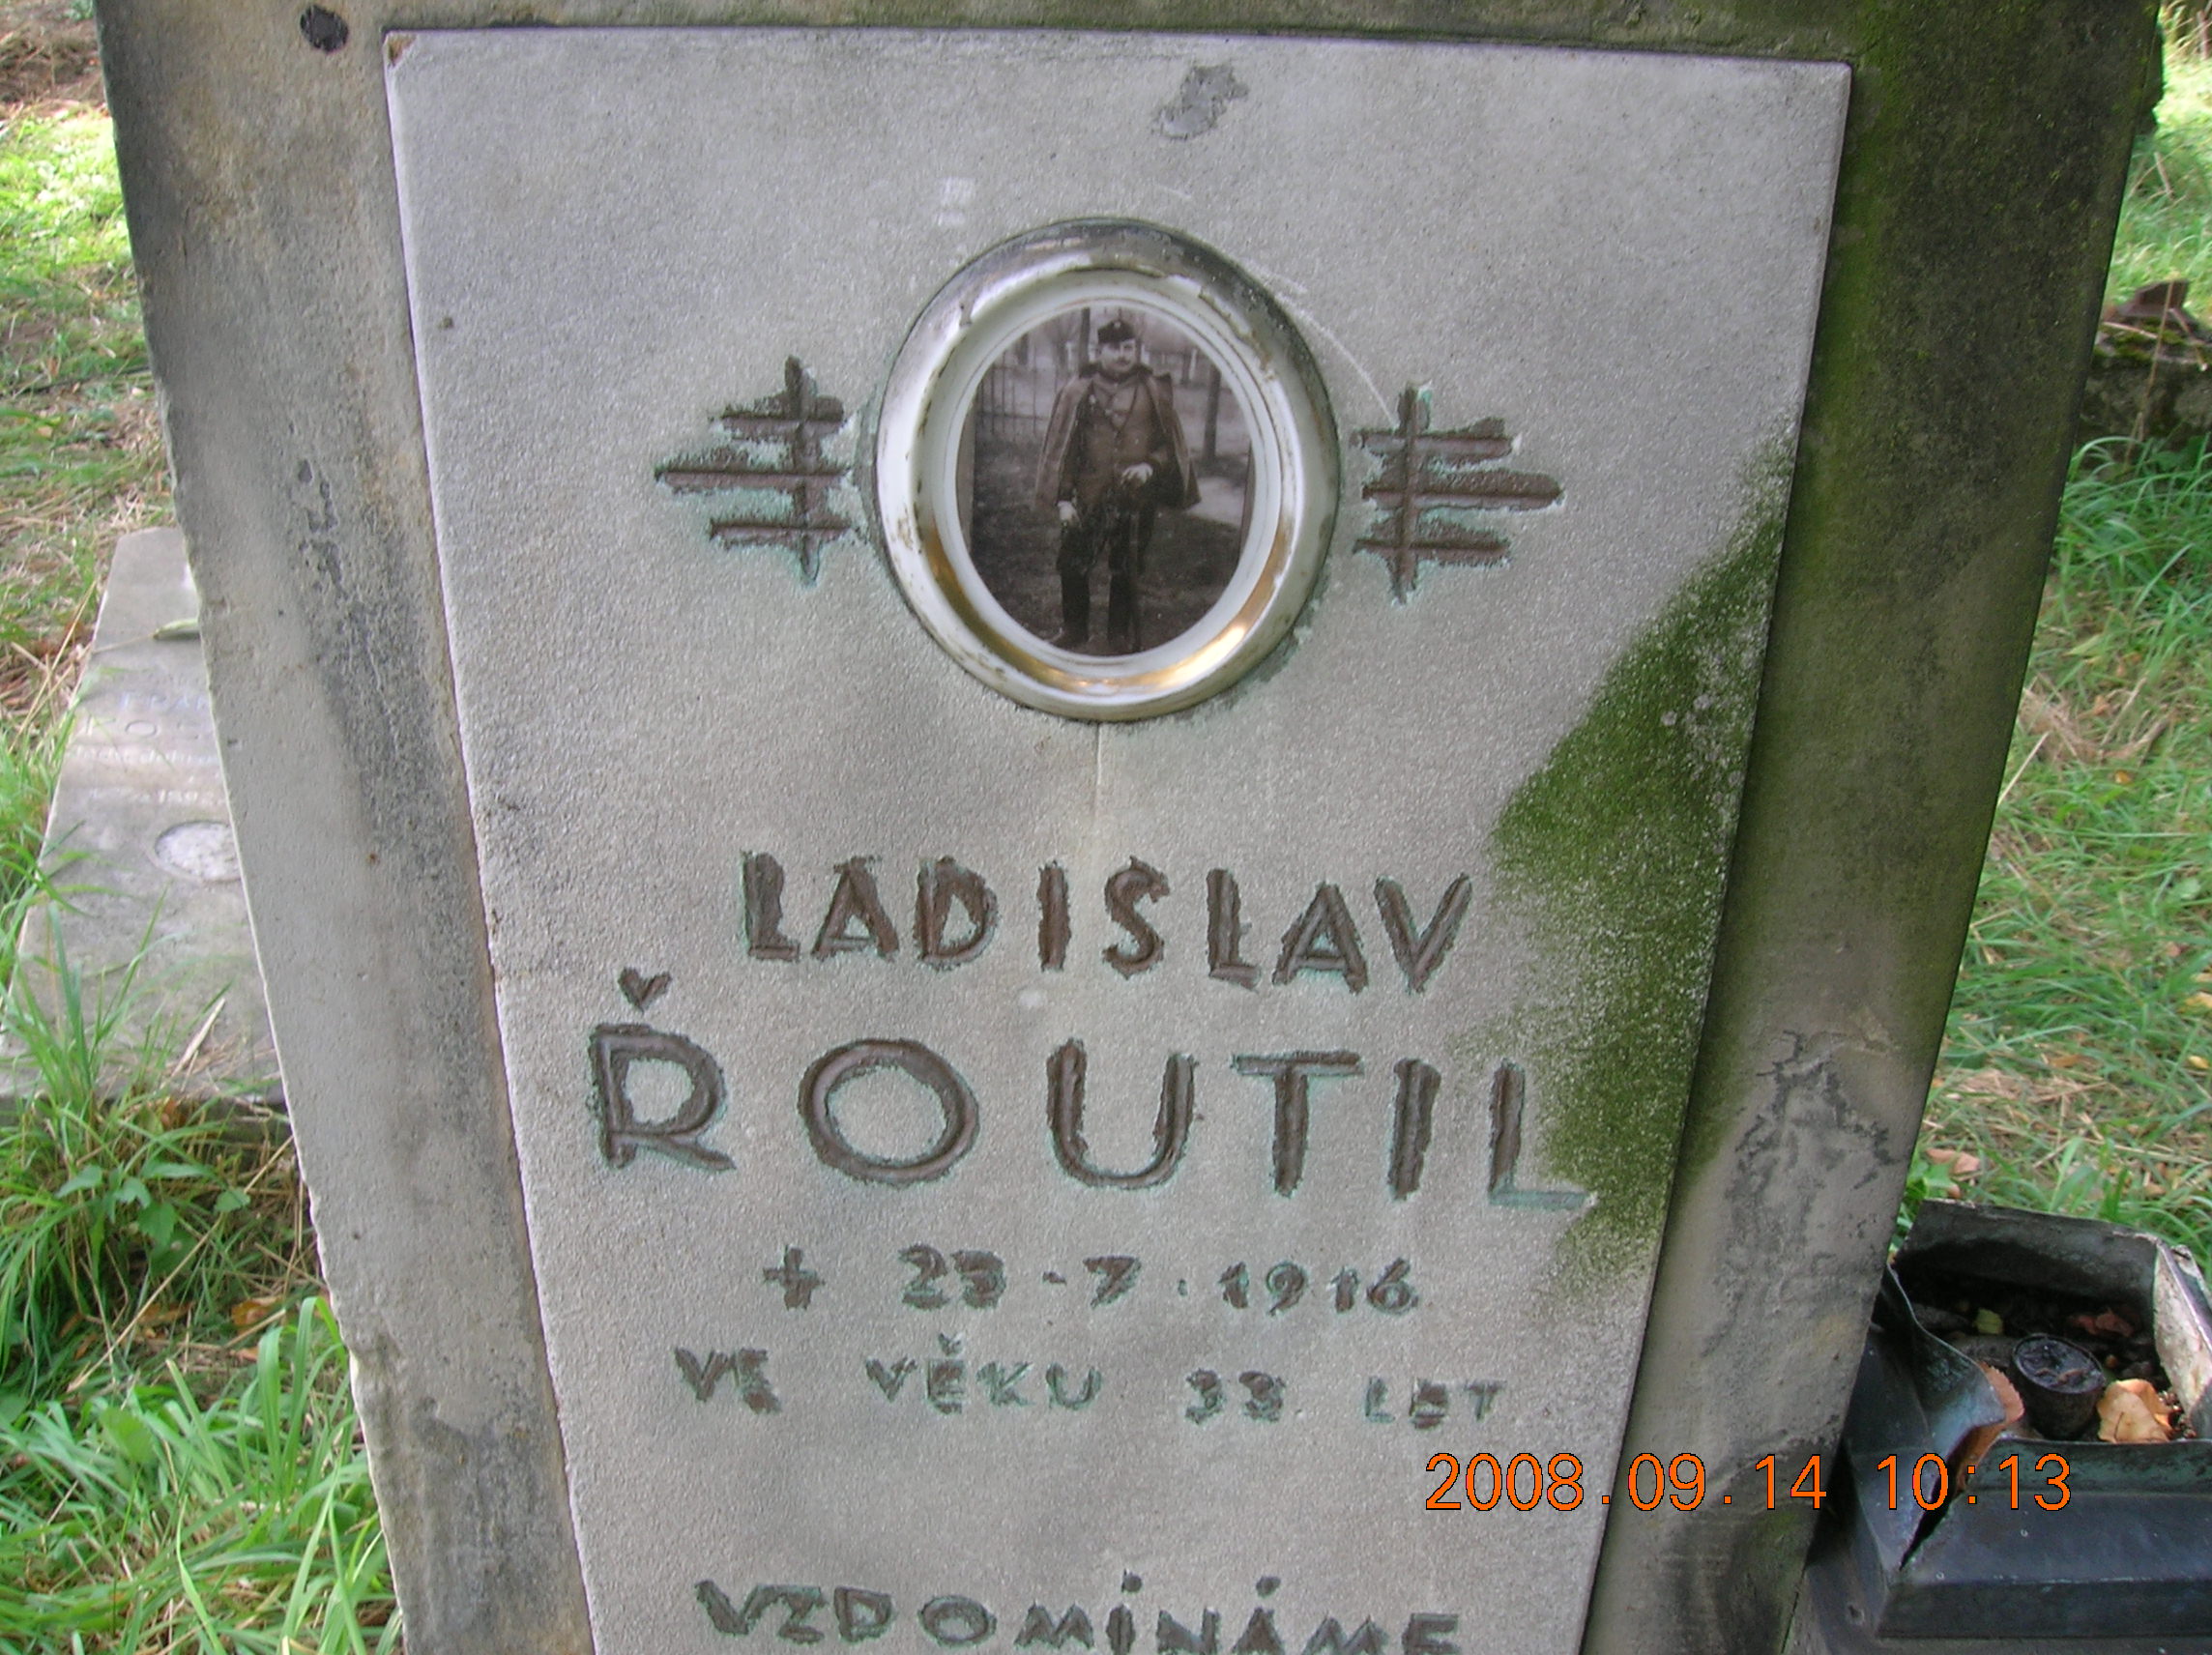 LADISLAV
ŘOUTIL
+ 23 - 7 . 1916
VE VĚKU 33 LET
VZPOMÍNÁME
2008.09.14 10:13